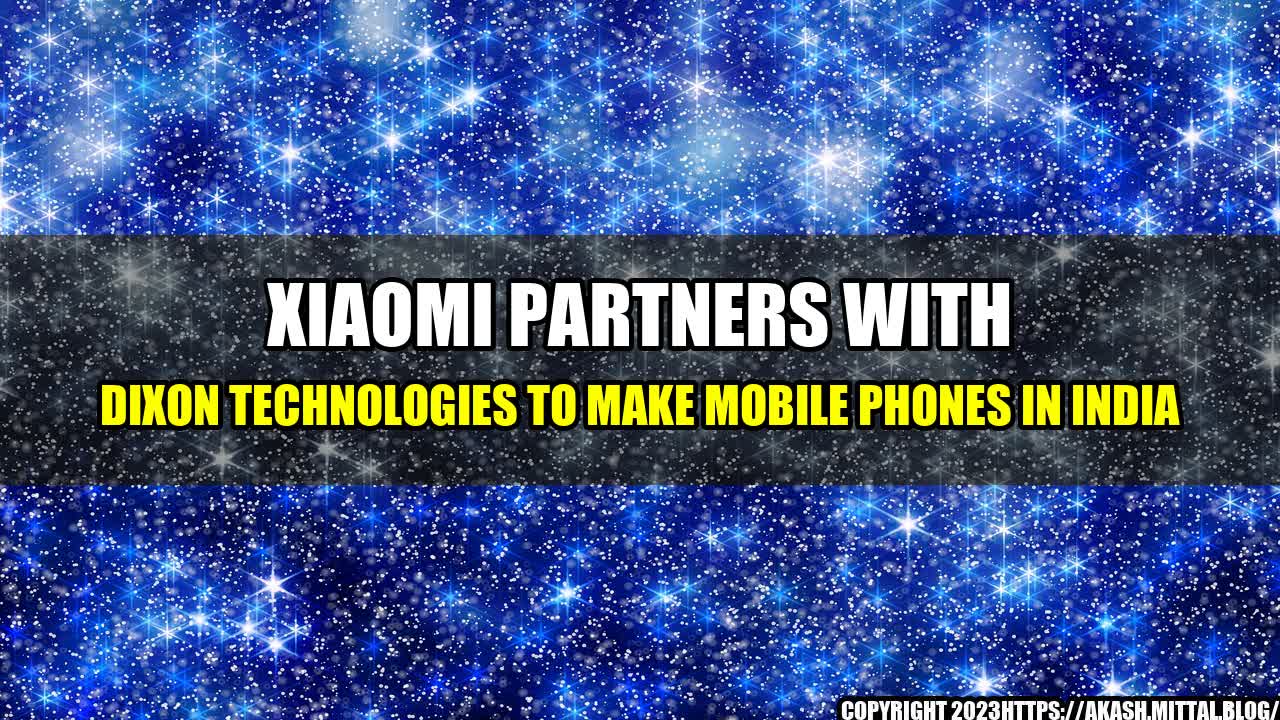 XIAOMI PARTNERS WITH
DIXON TECHNOLOGIES TO MAKE MOBILE PHONES IN INDIA
COPYRIGHT 2023HTTPS://AKASH.MITTAL.BLOG/